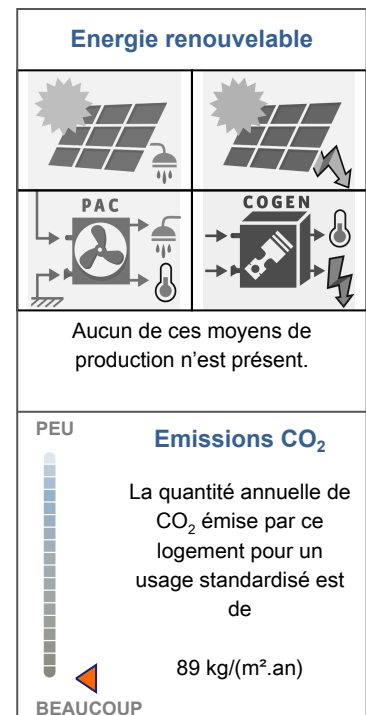 Energie renouvelable
PAC
COGEN
Aucun de ces moyens de
production n'est présent.
PEU
Emissions CO₂
La quantité annuelle de
CO₂ émise par ce
logement pour un
usage standardisé est
de
89 kg/(m².an)
BEAUCOUP